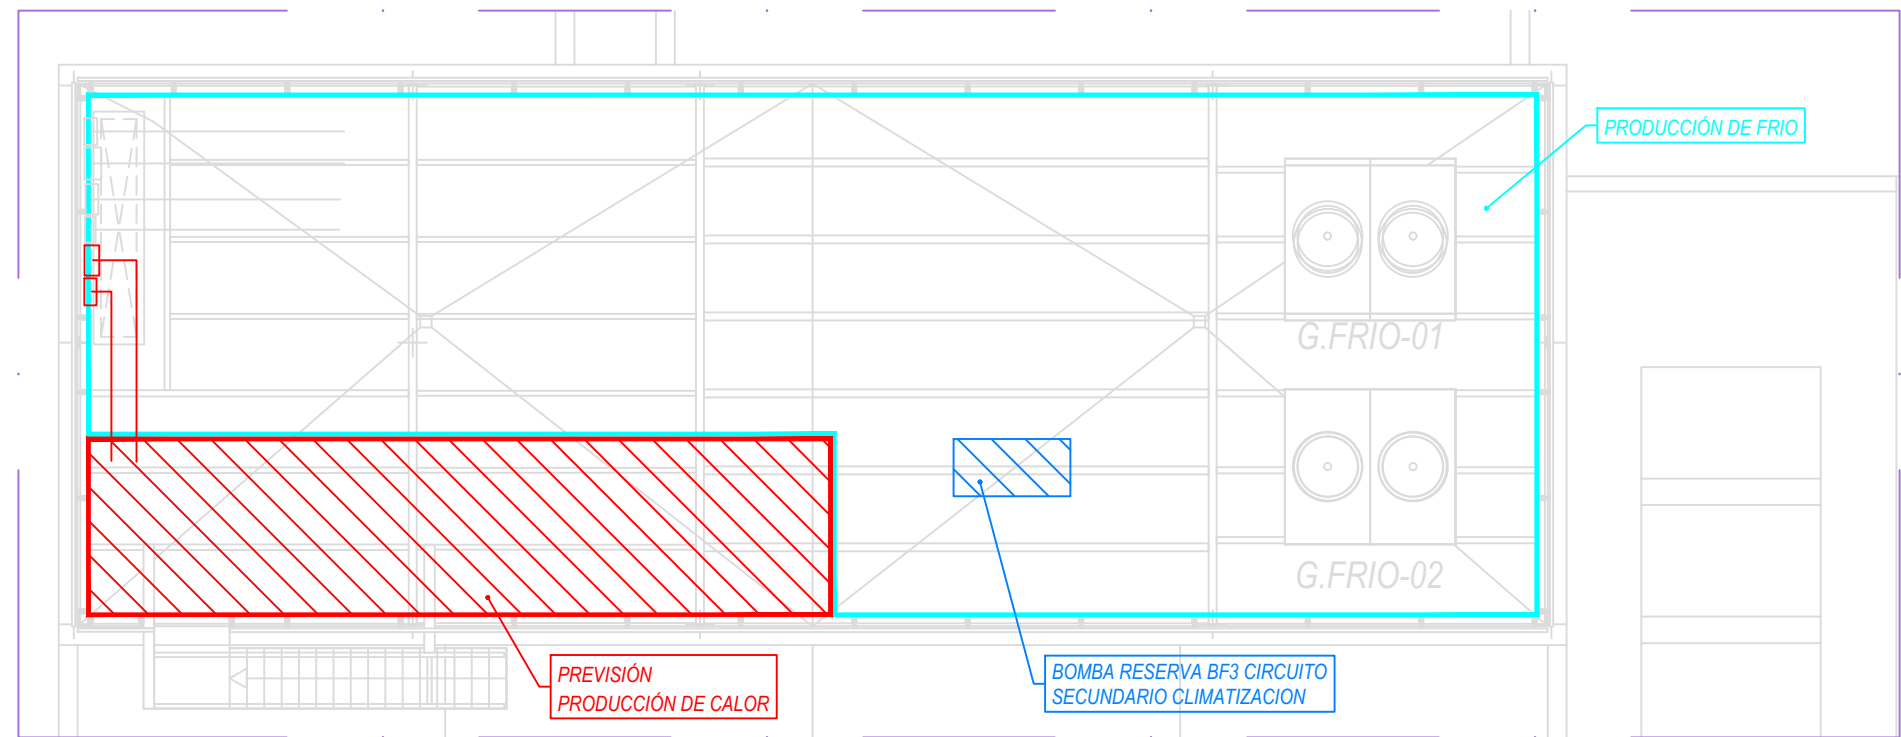 PRODUCCIÓN DE FRIO
G.FRIO-01
G.FRIO-02
PREVISIÓN
PRODUCCIÓN DE CALOR
BOMBA RESERVA BF3 CIRCUITO
SECUNDARIO CLIMATIZACION